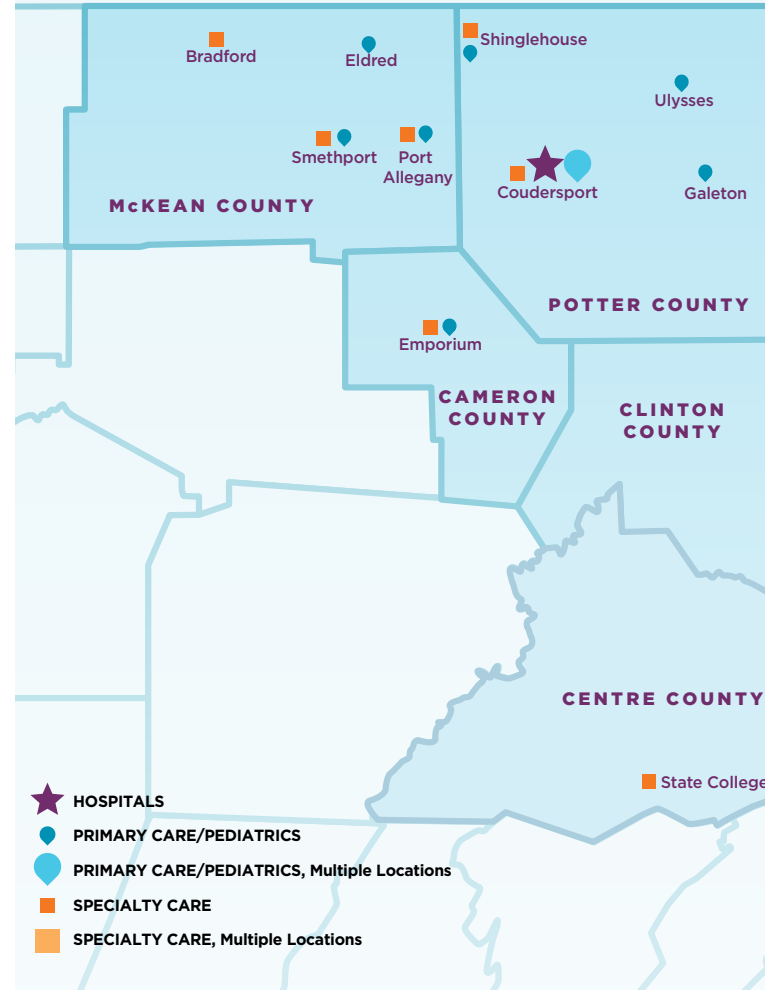 Shinglehouse
Bradford
Eldred
Ulysses
Smethport
Port
Allegany
Coudersport
Galeton
McKEAN COUNTY
POTTER COUNTY
Emporium
CAMERON
COUNTY
CLINTON
COUNTY
CENTRE COUNTY
State College
HOSPITALS
PRIMARY CARE/PEDIATRICS
PRIMARY CARE/PEDIATRICS, Multiple Locations
SPECIALTY CARE
SPECIALTY CARE, Multiple Locations